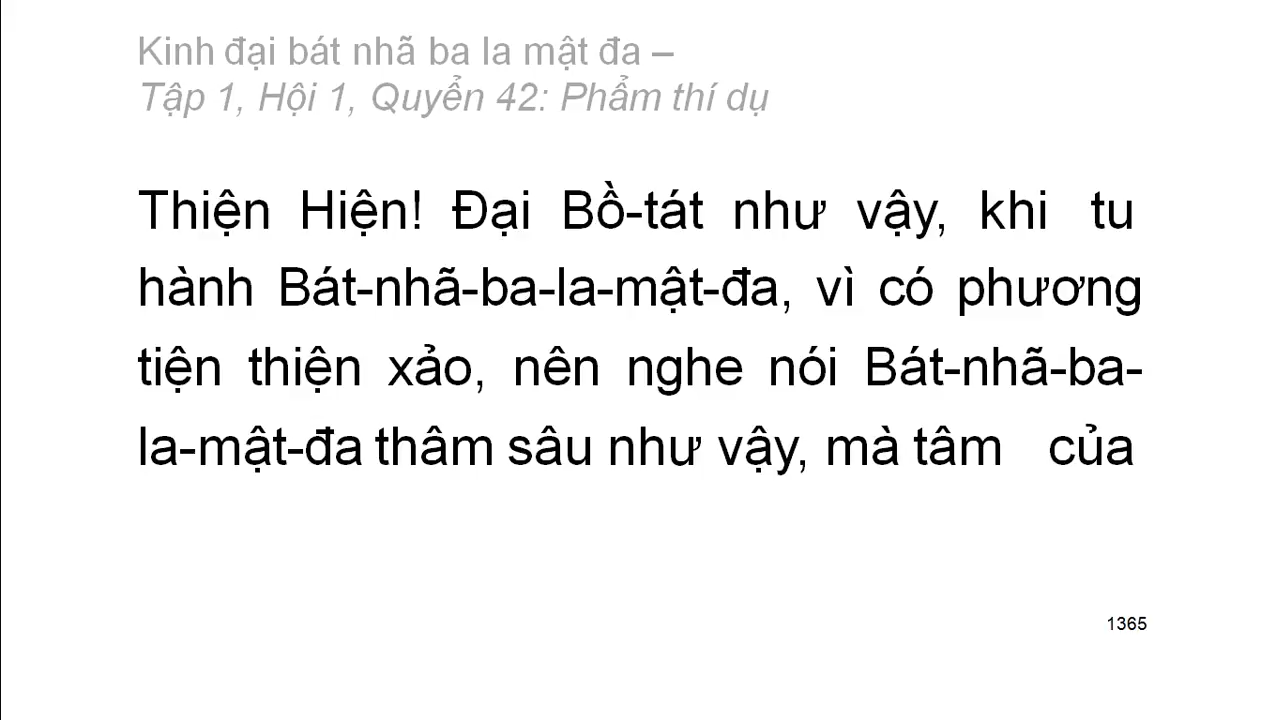 Kinh đại bát nhã ba la mật đa –
Tập 1, Hội 1, Quyển 42: Phẩm thí dụ
Thiện Hiện! Đại Bồ-tát như vậy, khi tu
hành Bát-nhã-ba-la-mật-đa, vì có phương
tiện thiện xảo, nên nghe nói Bát-nhã-ba-
la-mật-đa thâm sâu như vậy, mà tâm của
1365